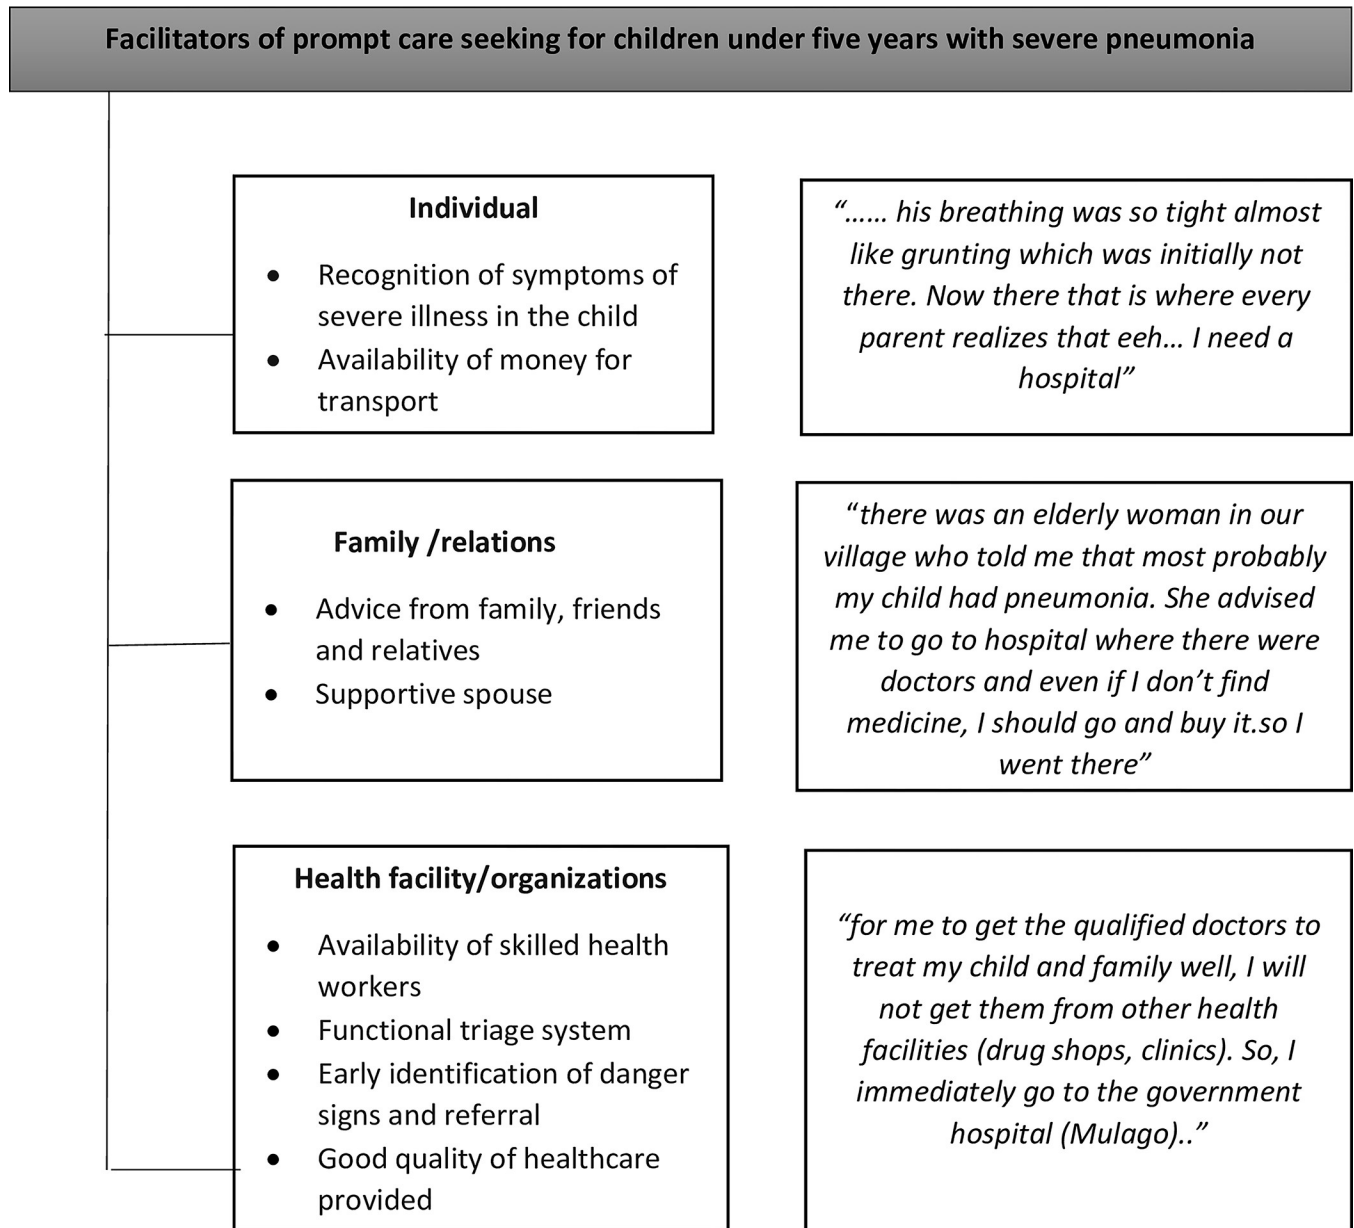 Facilitators of prompt care seeking for children under five years with severe pneumonia
Individual
• Recognition of symptoms of
severe illness in the child
• Availability of money for
transport
“…... his breathing was so tight almost
like grunting which was initially not
there. Now there that is where every
parent realizes that eeh… I need a
hospital”
Family /relations
• Advice from family, friends
and relatives
• Supportive spouse
“there was an elderly woman in our
village who told me that most probably
my child had pneumonia. She advised
me to go to hospital where there were
doctors and even if I don’t find
medicine, I should go and buy it.so I
went there”
Health facility/organizations
• Availability of skilled health
workers
• Functional triage system
• Early identification of danger
signs and referral
• Good quality of healthcare
provided
“for me to get the qualified doctors to
treat my child and family well, I will
not get them from other health
facilities (drug shops, clinics). So, I
immediately go to the government
hospital (Mulago)..”